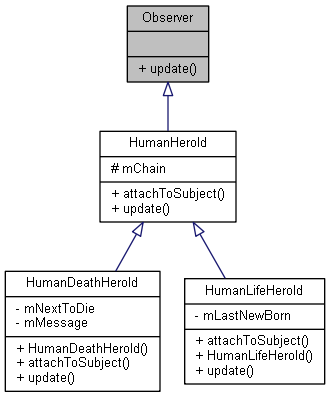 Observer
+ update()
HumanHerold
# mChain
+ attachToSubject()
+ update()
HumanDeathHerold
- mNextToDie
- mMessage
+ HumanDeathHerold()
+ attachToSubject()
+ update()
HumanLifeHerold
- mLastNewBorn
+ attachToSubject()
+ HumanLifeHerold()
+ update()